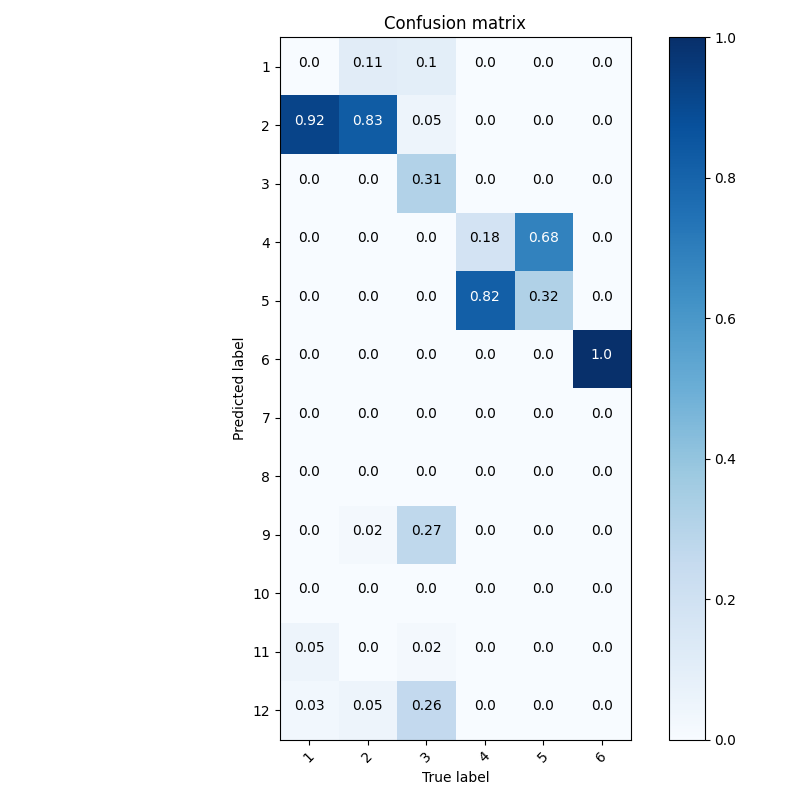 Confusion matrix
1 0.0 0.11 0.1 0.0 0.0 0.0
2 0.92 0.83 0.05 0.0 0.0 0.0
3 0.0 0.0 0.31 0.0 0.0 0.0
4 0.0 0.0 0.0 0.18 0.68 0.0
5 0.0 0.0 0.0 0.82 0.32 0.0
6 0.0 0.0 0.0 0.0 0.0 1.0
7 0.0 0.0 0.0 0.0 0.0 0.0
8 0.0 0.0 0.0 0.0 0.0 0.0
9 0.0 0.02 0.27 0.0 0.0 0.0
10 0.0 0.0 0.0 0.0 0.0 0.0
11 0.05 0.0 0.02 0.0 0.0 0.0
12 0.03 0.05 0.26 0.0 0.0 0.0
1 2 3 4 5 6
True label
Predicted label
1.0
0.8
0.6
0.4
0.2
0.0